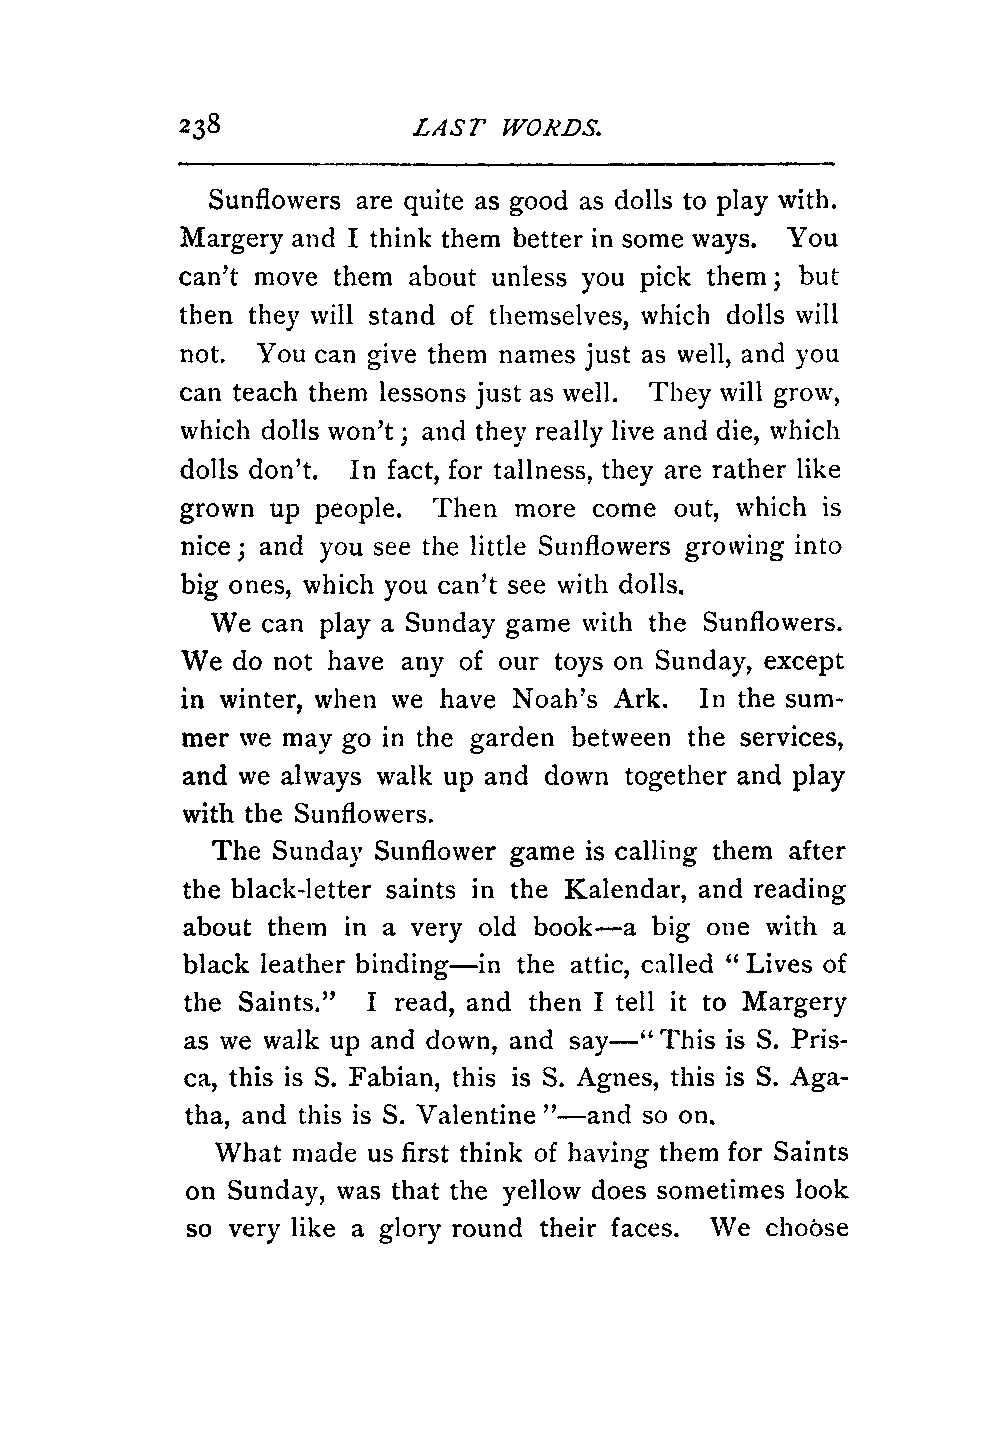 238 LAST WORDS.
Sunflowers are quite as good as dolls to play with.
Margery and I think them better in some ways. You
can't move them about unless you pick them; but
then they will stand of themselves, which dolls will
not. You can give them names just as well, and you
can teach them lessons just as well. They will grow,
which dolls won't; and they really live and die, which
dolls don't. In fact, for tallness, they are rather like
grown up people. Then more come out, which is
nice; and you see the little Sunflowers growing into
big ones, which you can't see with dolls.
We can play a Sunday game with the Sunflowers.
We do not have any of our toys on Sunday, except
in winter, when we have Noah's Ark. In the sum-
mer we may go in the garden between the services,
and we always walk up and down together and play
with the Sunflowers.
The Sunday Sunflower game is calling them after
the black-letter saints in the Kalendar, and reading
about them in a very old book—a big one with a
black leather binding—in the attic, called “Lives of
the Saints.” I read, and then I tell it to Margery
as we walk up and down, and say—“This is S. Pris-
ca, this is S. Fabian, this is S. Agnes, this is S. Aga-
tha, and this is S. Valentine”—and so on.
What made us first think of having them for Saints
on Sunday, was that the yellow does sometimes look
so very like a glory round their faces. We choose